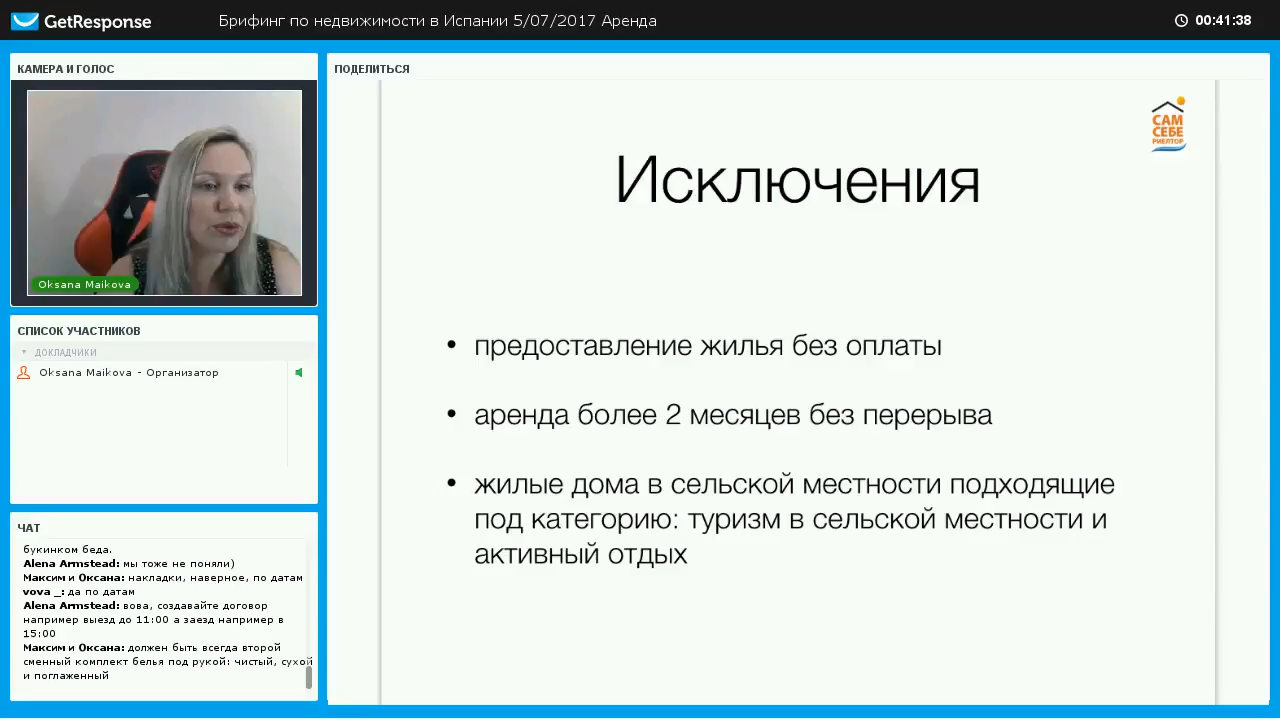 GetResponse
Брифинг по недвижимости в Испании 5/07/2017 Аренда
00:41:38
КАМЕРА И ГОЛОС
Oksana Maikova
СПИСОК УЧАСТНИКОВ
ДОКЛАДЧИКИ
Oksana Maikova - Организатор
ЧАТ
букинком беда.
Alena Armstead: мы тоже не поняли)
Максим и Оксана: накладки, наверное, по датам
vova _: да по датам
Alena Armstead: вова, создавайте договор
например выезд до 11:00 а заезд например в
15:00
Максим и Оксана: должен быть всегда второй
сменный комплект белья под рукой: чистый, сухой
и поглаженный
ПОДЕЛИТЬСЯ
САМ
СЕБЕ
РИЕЛТОР
Исключения
• предоставление жилья без оплаты
• аренда более 2 месяцев без перерыва
• жилые дома в сельской местности подходящие
под категорию: туризм в сельской местности и
активный отдых